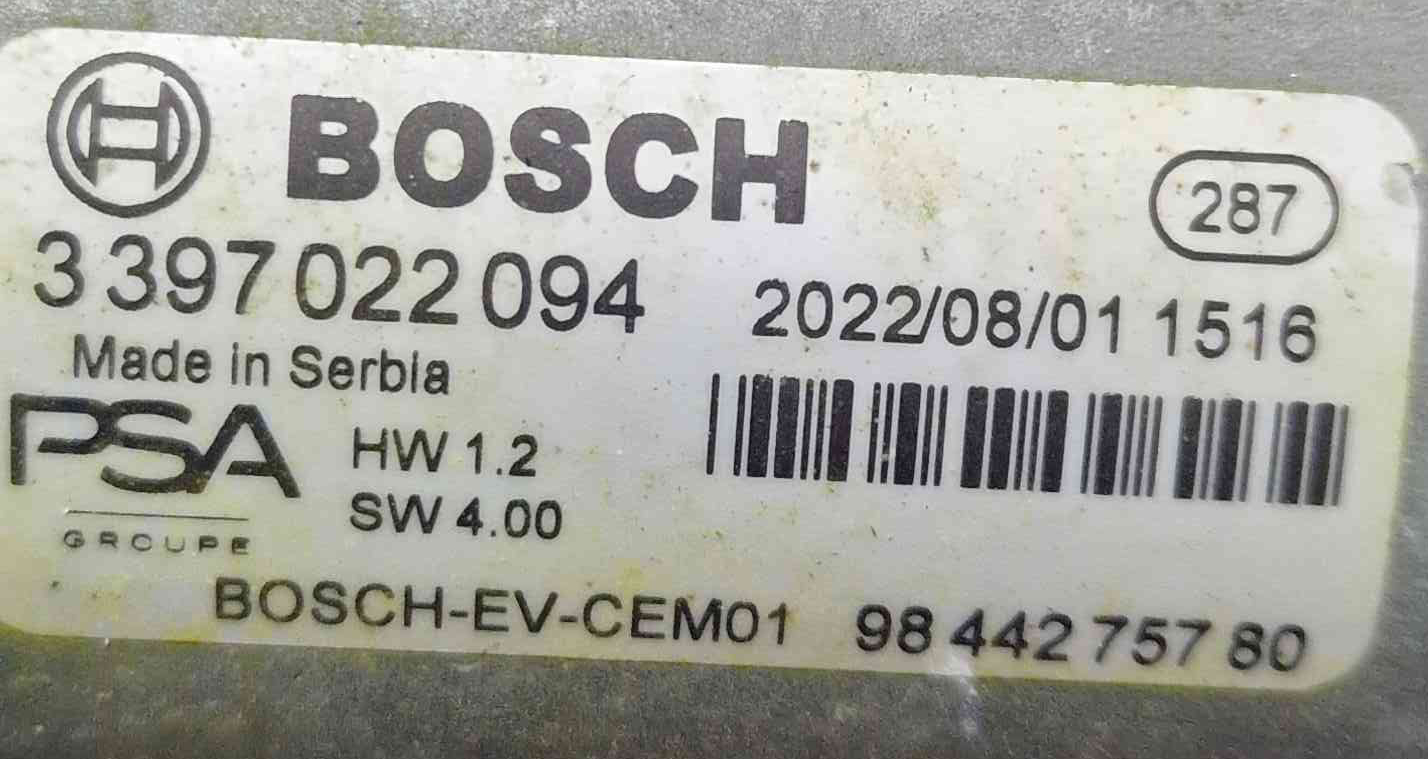 BOSCH
287
3 397 022 094
2022/08/01 1516
Made in Serbia
PSA
GROUPE
HW 1.2
SW 4.00
BOSCH-EV-CEM01 98 442 757 80